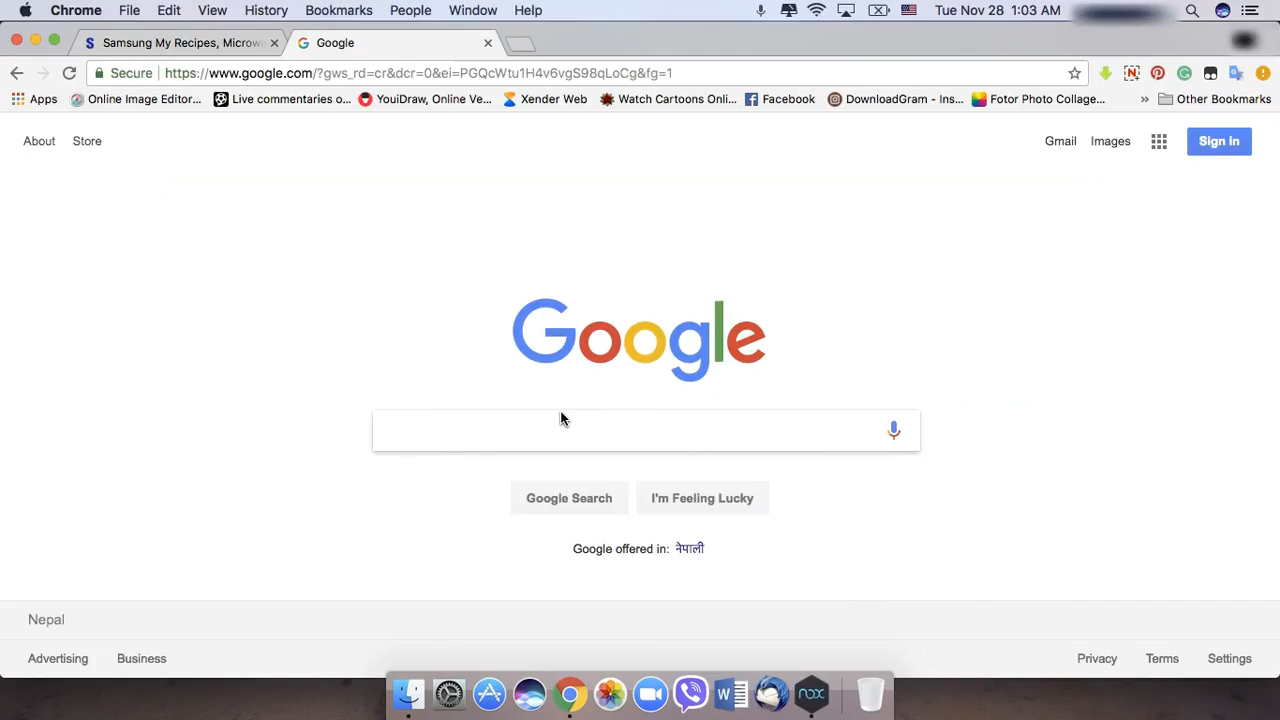 Chrome File Edit View History Bookmarks People Window Help Tue Nov 28 1:03 AM
S Samsung My Recipes, Microwa
Google
Secure https://www.google.com/?gws_rd=cr&dcr=0&ei=PGQcWu1H4v6vgS98qLoCg&fg=1
Apps Online Image Editor... Live commentaries o... YouiDraw, Online Ve... Xender Web Watch Cartoons Onli... Facebook DownloadGram - Ins... Fotor Photo Collage... » Other Bookmarks
About Store Gmail Images Sign in
Google
Google Search I'm Feeling Lucky
Google offered in: नेपाली
Nepal
Advertising Business Privacy Terms Settings
W nox